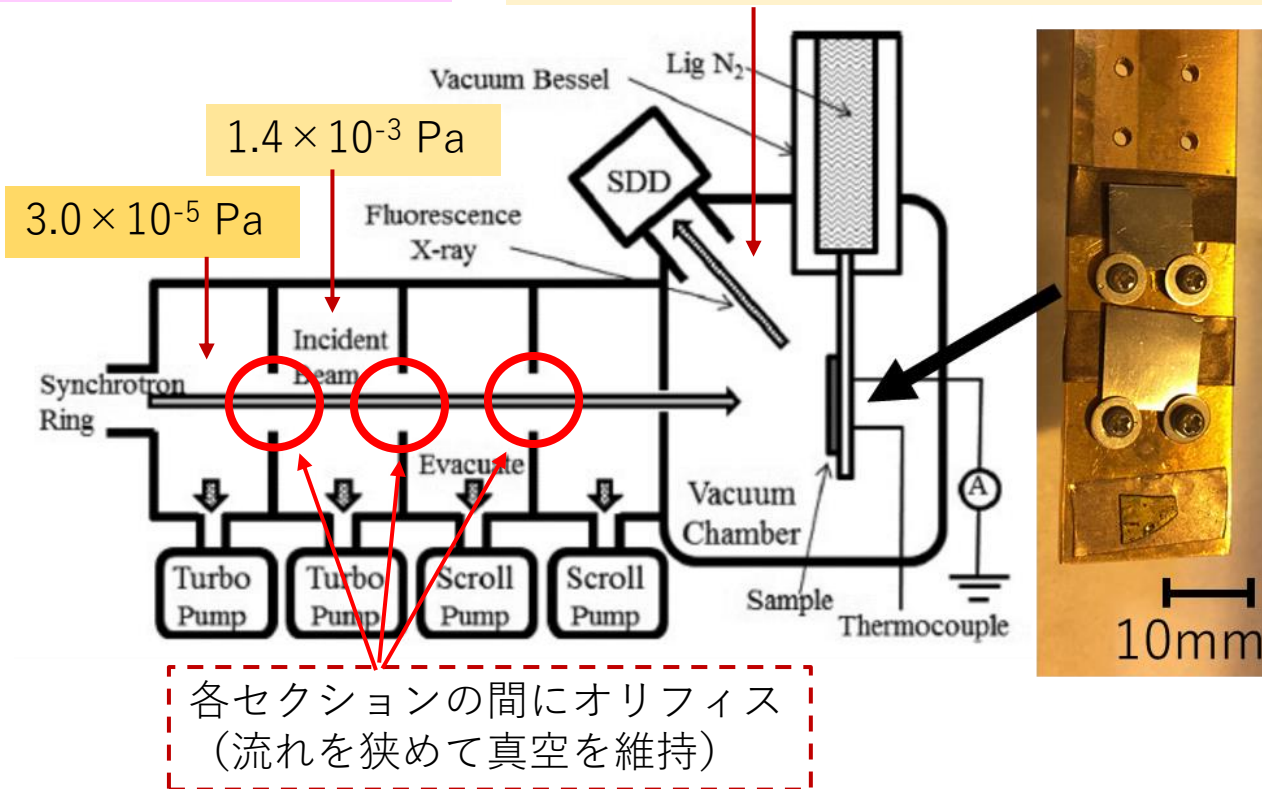 Lig N₂
Vacuum Bessel
1.4×10⁻³ Pa
SDD
3.0×10⁻⁵ Pa
Fluorescence
X-ray
Incident
Beam
Synchrotron
Ring
Evacuate
Vacuum
Chamber
A
Turbo
Pump
Turbo
Pump
Scroll
Pump
Scroll
Pump
Sample
Thermocouple
10mm
各セクションの間にオリフィス
（流れを狭めて真空を維持）